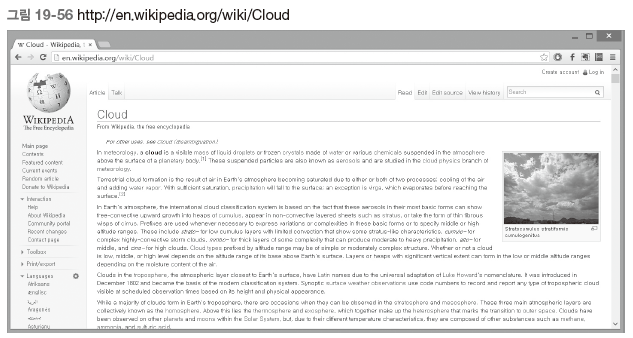 그림 19-56 http://en.wikipedia.org/wiki/Cloud
Cloud - Wikipedia,
en.wikipedia.org/wiki/Cloud
Create account Log in
Article Talk Read Edit Edit source View history Search
WIKIPEDIA
The Free Encyclopedia
Main page
Contents
Featured content
Current events
Random article
Donate to Wikipedia
Interaction
Help
About Wikipedia
Community portal
Recent changes
Contact page
Toolbox
Print/export
Languages
Afrikaans
Aragonés
Asturianu
Cloud
From Wikipedia, the free encyclopedia
For other uses, see Cloud (disambiguation).
In meteorology, a cloud is a visible mass of liquid droplets or frozen crystals made of water or various chemicals suspended in the atmosphere
above the surface of a planetary body.[1] These suspended particles are also known as aerosols and are studied in the cloud physics branch of
meteorology.
Terrestrial cloud formation is the result of air in Earth's atmosphere becoming saturated due to either or both of two processes: cooling of the air
and adding water vapor. With sufficient saturation, precipitation will fall to the surface; an exception is virga, which evaporates before reaching the
surface.[2]
In Earth's atmosphere, the international cloud classification system is based on the fact that these aerosols in their most basic forms can show
free-convective upward growth into heaps of cumulus, appear in non-convective layered sheets such as stratus, or take the form of thin fibrous
wisps of cirrus. Prefixes are used whenever necessary to express variations or complexities in these basic forms or to specify middle or high
altitude ranges. These include strato- for low cumulus layers with limited convection that show some stratus-like characteristics, cumulo- for
complex highly-convective storm clouds, nimbo- for thick layers of some complexity that can produce moderate to heavy precipitation, alto- for
middle, and cirro- for high clouds. Cloud types prefixed by altitude range may be of simple or moderately complex structure. Whether or not a cloud
is low, middle, or high level depends on the altitude range of its base above Earth's surface. Layers or heaps with significant vertical extent can form in the low or middle altitude ranges
depending on the moisture content of the air.
Clouds in the troposphere, the atmospheric layer closest to Earth's surface, have Latin names due to the universal adaptation of Luke Howard's nomenclature. It was introduced in
December 1802 and became the basis of the modern classification system. Synoptic surface weather observations use code numbers to record and report any type of tropospheric cloud
visible at scheduled observation times based on its height and physical appearance.
While a majority of clouds form in Earth's troposphere, there are occasions when they can be observed in the stratosphere and mesosphere. These three main atmospheric layers are
collectively known as the homosphere. Above this lies the thermosphere and exosphere, which together make up the heterosphere that marks the transition to outer space. Clouds have
been observed on other planets and moons within the Solar System, but, due to their different temperature characteristics, they are composed of other substances such as methane,
ammonia, and sulfuric acid.
Stratocumulus stratiformis
cumulogenitus